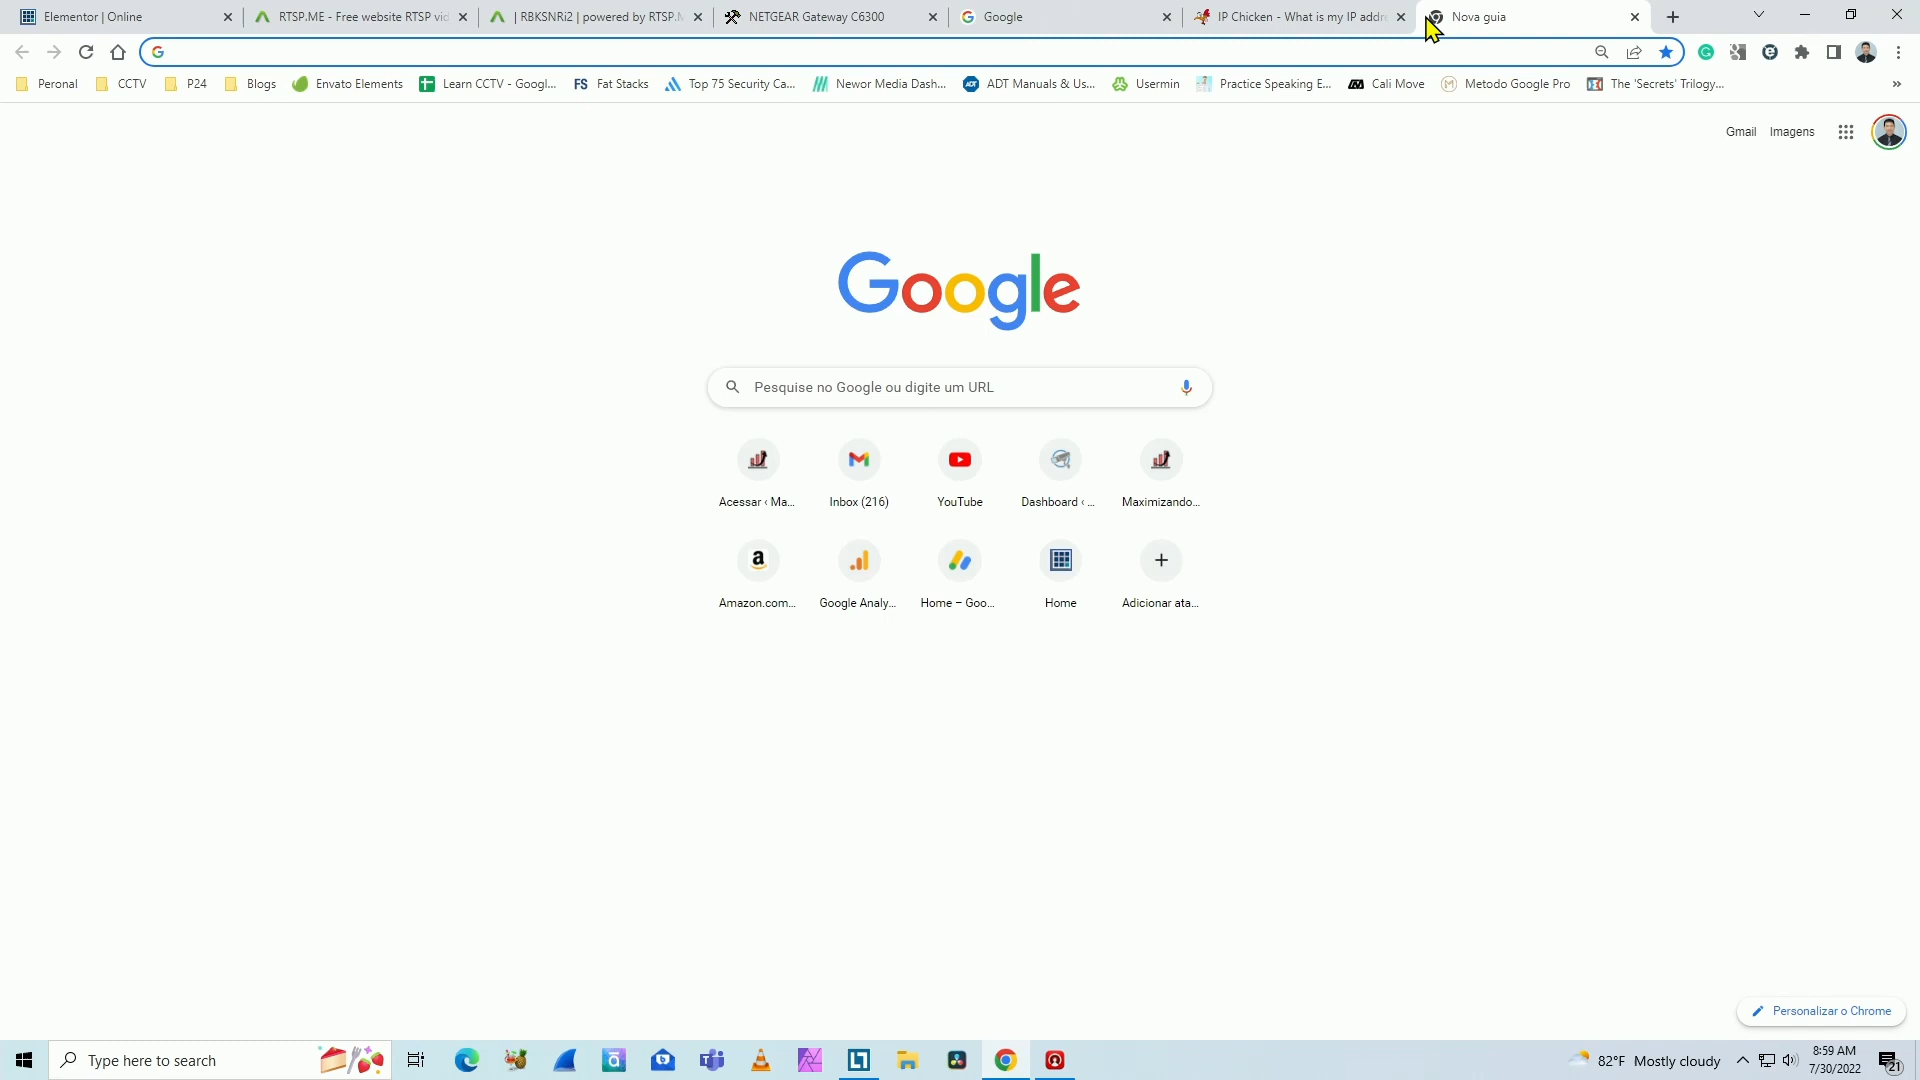 Elementor | Online
RTSP.ME - Free website RTSP vid
| RBKSNRi2 | powered by RTSP.M
NETGEAR Gateway C6300
Google
IP Chicken - What is my IP addre
Nova guia
Peronal
CCTV
P24
Blogs
Envato Elements
Learn CCTV - Googl...
FS Fat Stacks
Top 75 Security Ca...
Newor Media Dash...
ADT Manuals & Us...
Usermin
Practice Speaking E...
Cali Move
Metodo Google Pro
The 'Secrets' Trilogy...
Gmail
Imagens
Google
Pesquise no Google ou digite um URL
Acessar ‹ Ma...
Inbox (216)
YouTube
Dashboard ‹ ...
Maximizando...
Amazon.com...
Google Analy...
Home – Goo...
Home
Adicionar ata...
Personalizar o Chrome
Type here to search
82°F Mostly cloudy
8:59 AM
7/30/2022
21